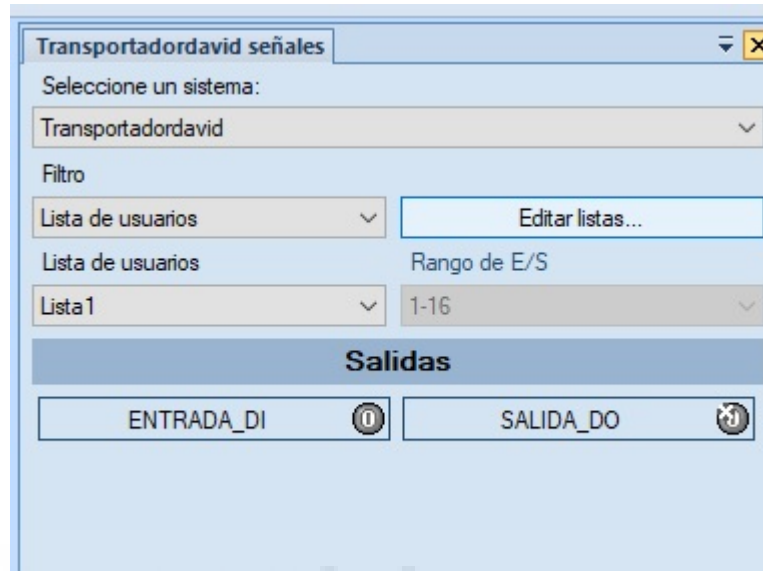 Transportadordavid señales
Seleccione un sistema:
Transportadordavid
Filtro
Lista de usuarios
Editar listas...
Lista de usuarios
Rango de E/S
Lista1
1-16
Salidas
ENTRADA_DI
SALIDA_DO